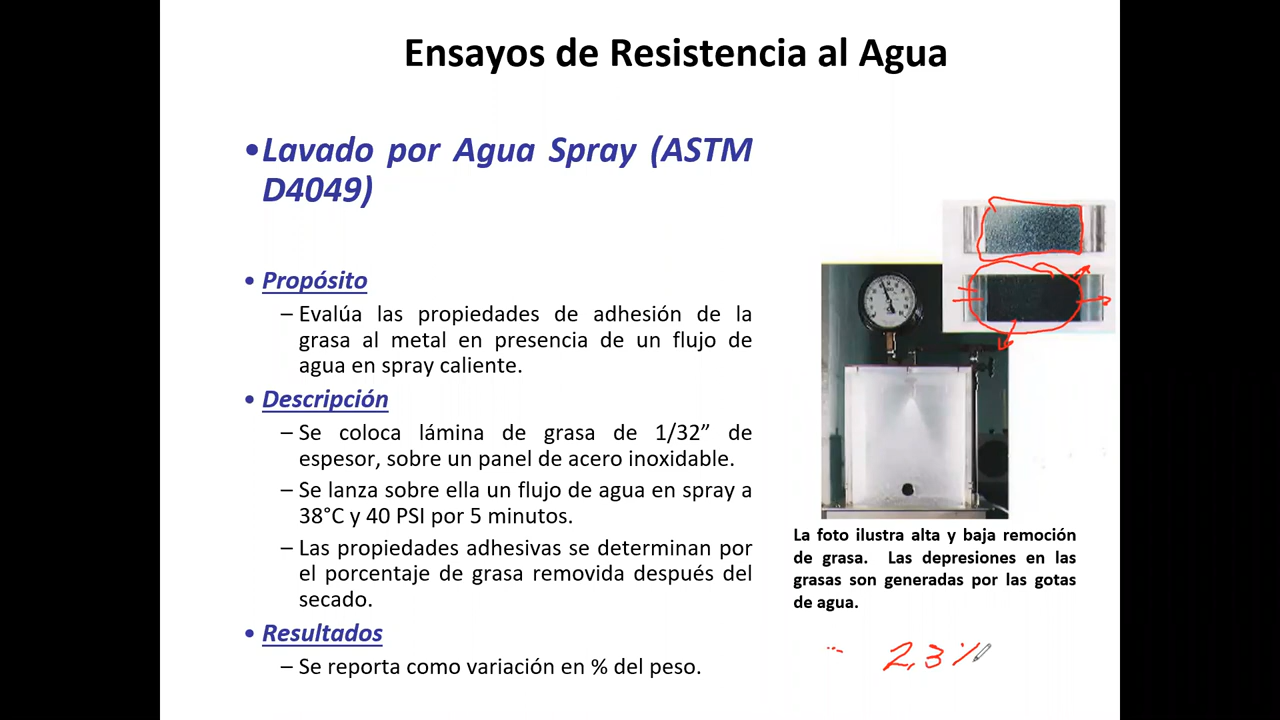 Ensayos de Resistencia al Agua
•Lavado por Agua Spray (ASTM
D4049)
• Propósito
– Evalúa las propiedades de adhesión de la
grasa al metal en presencia de un flujo de
agua en spray caliente.
• Descripción
– Se coloca lámina de grasa de 1/32” de
espesor, sobre un panel de acero inoxidable.
– Se lanza sobre ella un flujo de agua en spray a
38°C y 40 PSI por 5 minutos.
– Las propiedades adhesivas se determinan por
el porcentaje de grasa removida después del
secado.
• Resultados
– Se reporta como variación en % del peso.
La foto ilustra alta y baja remoción
de grasa. Las depresiones en las
grasas son generadas por las gotas
de agua.
2,3 %